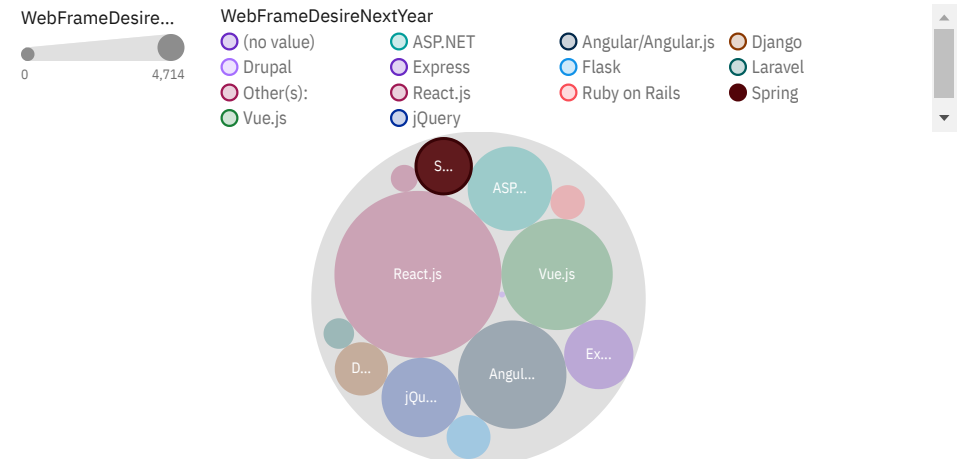 WebFrameDesire...
0 4,714
WebFrameDesireNextYear
(no value) ASP.NET Angular/Angular.js Django
Drupal Express Flask Laravel
Other(s): React.js Ruby on Rails Spring
Vue.js jQuery
S...
ASP...
React.js Vue.js
Ex...
D... Angul...
jQu...